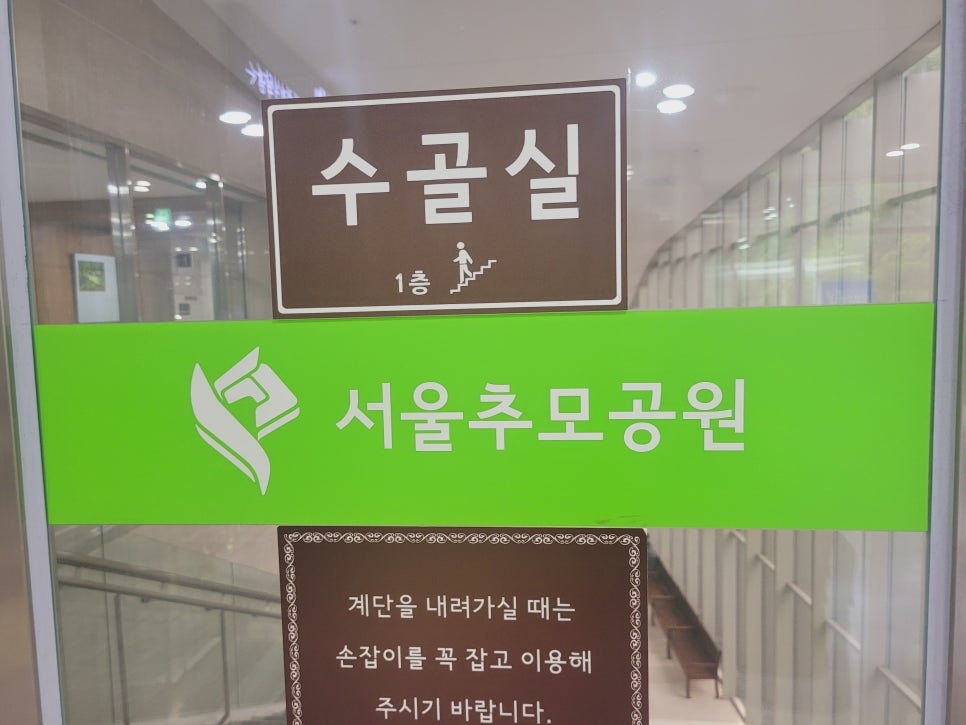 수골실
1층
서울추모공원
계단을 내려가실 때는
손잡이를 꼭 잡고 이용해
주시기 바랍니다.